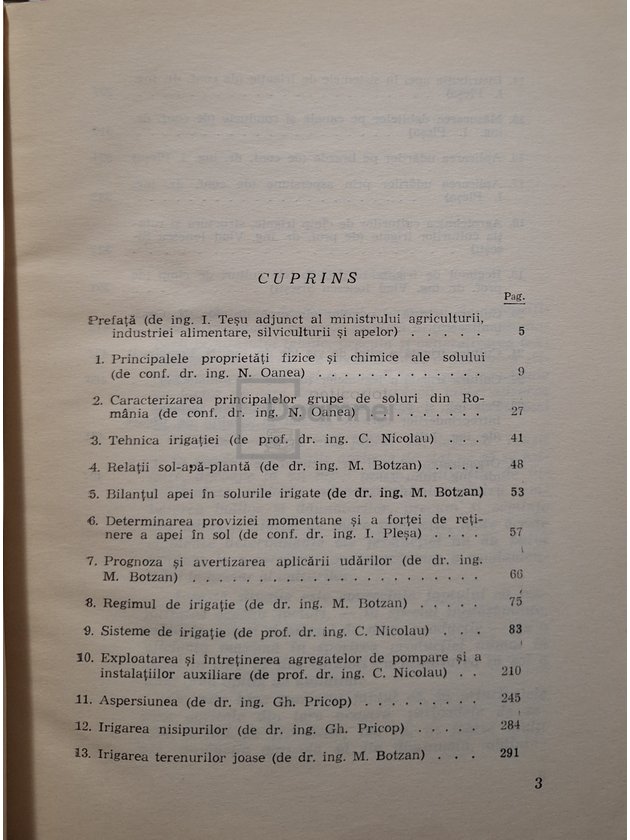 CUPRINS
Pag.
Prefață (de ing. I. Teșu adjunct al ministrului agriculturii,
industriei alimentare, silviculturii și apelor) . . . . . 5
1. Principalele proprietăți fizice și chimice ale solului
(de conf. dr. ing. N. Oanea) . . . . . . . . . . . . 9
2. Caracterizarea principalelor grupe de soluri din Ro-
mânia (de conf. dr. ing. N. Oanea) . . . . . . . . 27
3. Tehnica irigației (de prof. dr. ing. C. Nicolau) . . . 41
4. Relații sol-apă-plantă (de dr. ing. M. Botzan) . . . . 48
5. Bilanțul apei în solurile irigate (de dr. ing. M. Botzan) 53
6. Determinarea proviziei momentane și a forței de reți-
nere a apei în sol (de conf. dr. ing. I. Pleșa) . . . . 57
7. Prognoza și avertizarea aplicării udărilor (de dr. ing.
M. Botzan) . . . . . . . . . . . . . . . . . . . . . 66
8. Regimul de irigație (de dr. ing. M. Botzan) . . . . . 75
9. Sisteme de irigație (de prof. dr. ing. C. Nicolau) . . . 83
10. Exploatarea și întreținerea agregatelor de pompare și a
instalațiilor auxiliare (de prof. dr. ing. C. Nicolau) . . 210
11. Aspersiunea (de dr. ing. Gh. Pricop) . . . . . . . . . 245
12. Irigarea nisipurilor (de dr. ing. Gh. Pricop) . . . . . 284
13. Irigarea terenurilor joase (de dr. ing. M. Botzan) . . . 291
3